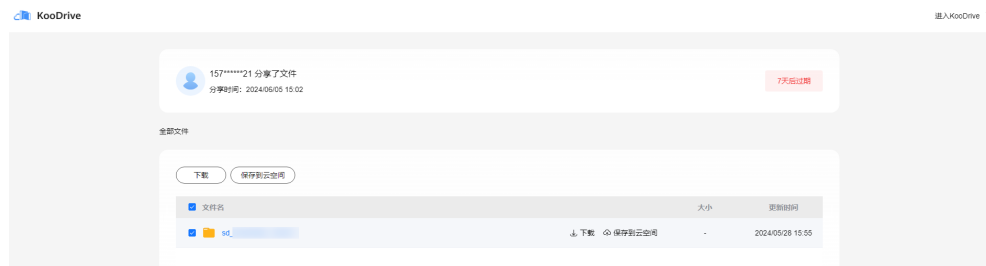 KooDrive
进入KooDrive
157******21 分享了文件
7天后过期
分享时间：2024/06/05 15:02
全部文件
下载 保存到云空间
文件名 大小 更新时间
sd_ 下载 保存到云空间 - 2024/05/28 15:55